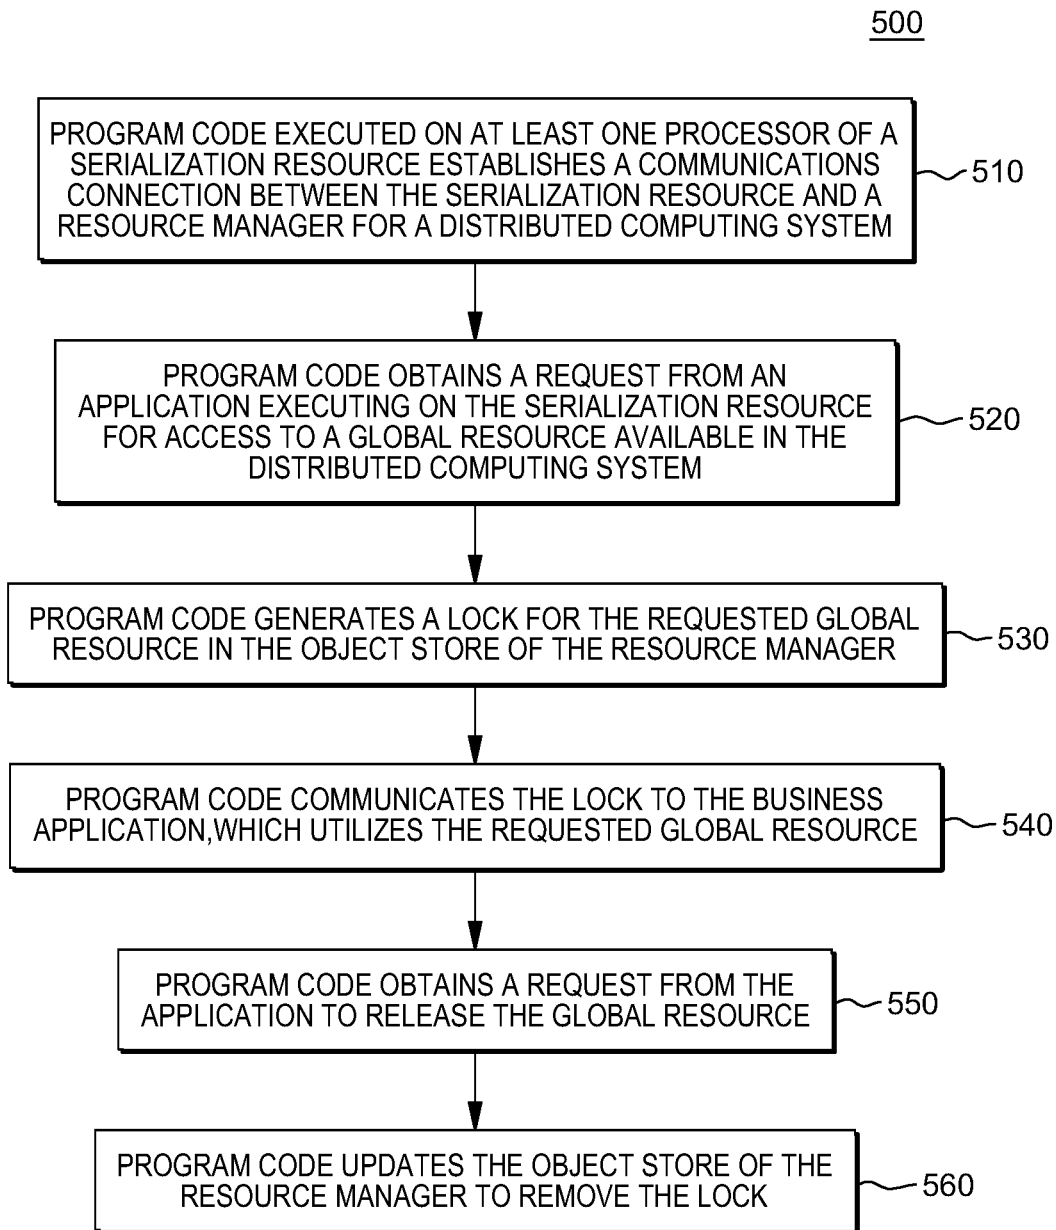 500
PROGRAM CODE EXECUTED ON AT LEAST ONE PROCESSOR OF A
SERIALIZATION RESOURCE ESTABLISHES A COMMUNICATIONS
CONNECTION BETWEEN THE SERIALIZATION RESOURCE AND A
RESOURCE MANAGER FOR A DISTRIBUTED COMPUTING SYSTEM
510
PROGRAM CODE OBTAINS A REQUEST FROM AN
APPLICATION EXECUTING ON THE SERIALIZATION RESOURCE
FOR ACCESS TO A GLOBAL RESOURCE AVAILABLE IN THE
DISTRIBUTED COMPUTING SYSTEM
520
PROGRAM CODE GENERATES A LOCK FOR THE REQUESTED GLOBAL
RESOURCE IN THE OBJECT STORE OF THE RESOURCE MANAGER
530
PROGRAM CODE COMMUNICATES THE LOCK TO THE BUSINESS
APPLICATION,WHICH UTILIZES THE REQUESTED GLOBAL RESOURCE
540
PROGRAM CODE OBTAINS A REQUEST FROM THE
APPLICATION TO RELEASE THE GLOBAL RESOURCE
550
PROGRAM CODE UPDATES THE OBJECT STORE OF THE
RESOURCE MANAGER TO REMOVE THE LOCK
560